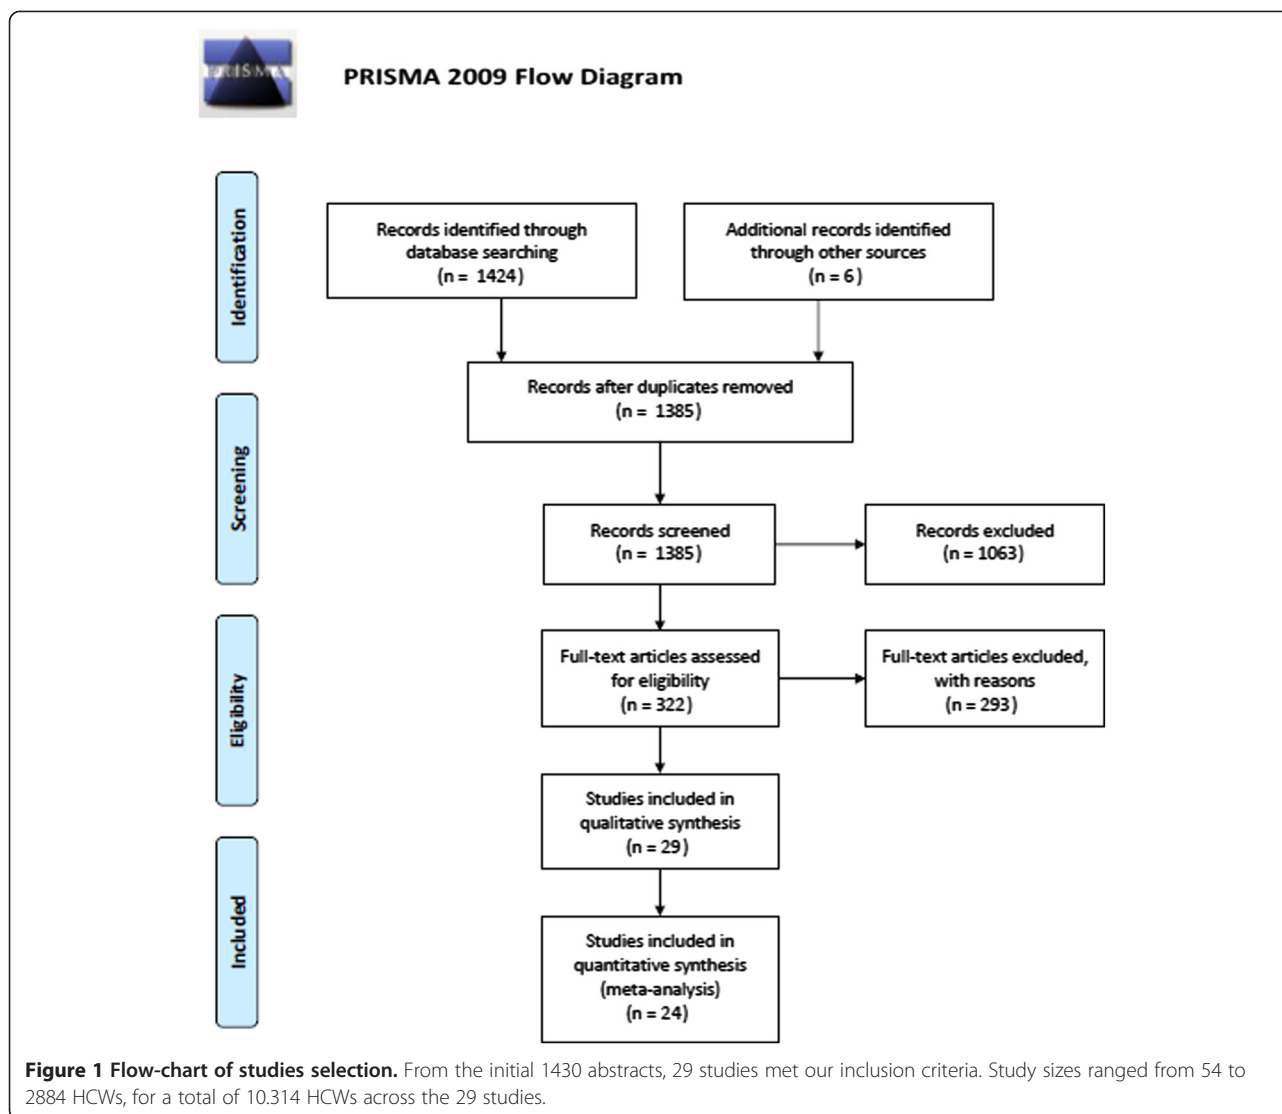 PRISMA
PRISMA 2009 Flow Diagram
Identification
Records identified through
database searching
(n = 1424)
Additional records identified
through other sources
(n = 6)
Records after duplicates removed
(n = 1385)
Screening
Records screened
(n = 1385)
Records excluded
(n = 1063)
Eligibility
Full-text articles assessed
for eligibility
(n = 322)
Full-text articles excluded,
with reasons
(n = 293)
Studies included in
qualitative synthesis
(n = 29)
Included
Studies included in
quantitative synthesis
(meta-analysis)
(n = 24)
Figure 1 Flow-chart of studies selection. From the initial 1430 abstracts, 29 studies met our inclusion criteria. Study sizes ranged from 54 to
2884 HCWs, for a total of 10.314 HCWs across the 29 studies.